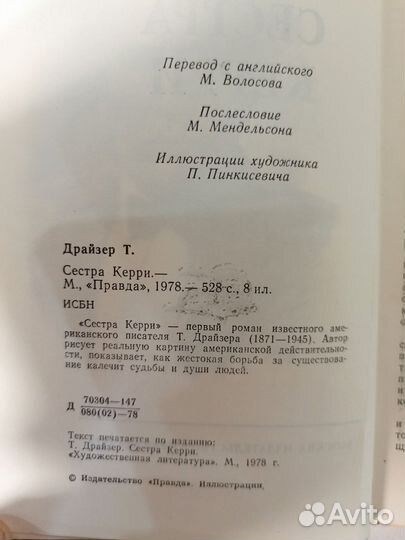 Перевод с английского
М. Волосова
Послесловие
М. Мендельсона
Иллюстрации художника
П. Пинкисевича
Драйзер Т.
Сестра Керри.—
М., «Правда», 1978.— 528 с., 8 ил.
ИСБН
«Сестра Керри» — первый роман известного аме-
риканского писателя Т. Драйзера (1871—1945). Автор
рисует реальную картину американской действительно-
сти, показывает, как жестокая борьба за существова-
ние калечит судьбы и души людей.
Д 70304—147
080(02)—78
Текст печатается по изданию:
Т. Драйзер. Сестра Керри.
«Художественная литература». М., 1978 г.
© Издательство «Правда». Иллюстрации.
Avito